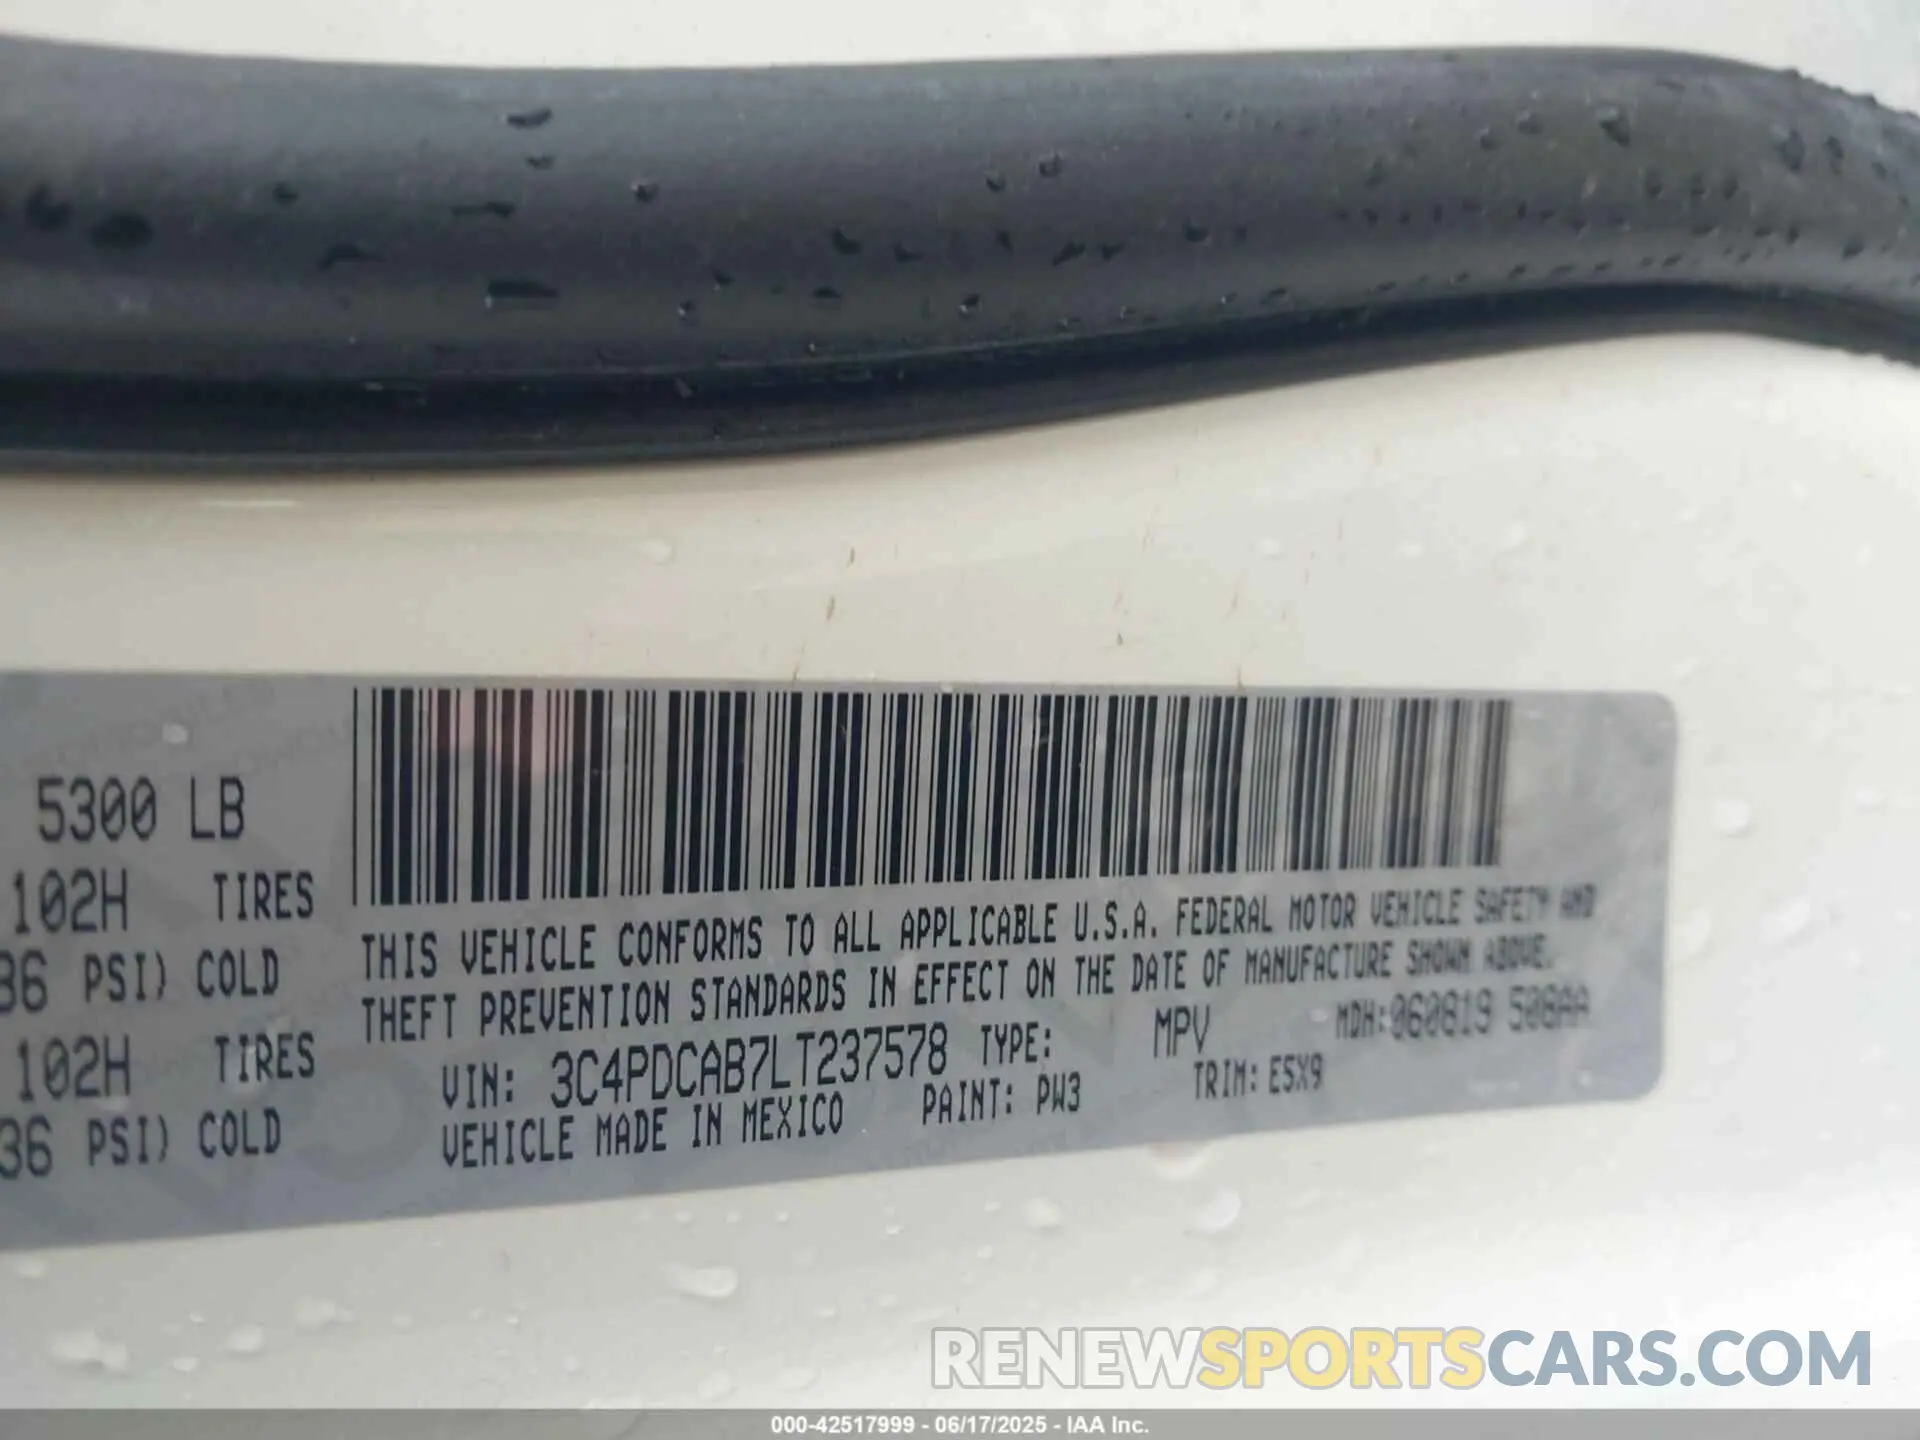 5300 LB
102H TIRES
36 PSI) COLD
102H TIRES
36 PSI) COLD
THIS VEHICLE CONFORMS TO ALL APPLICABLE U.S.A. FEDERAL MOTOR VEHICLE SAFETY AND
THEFT PREVENTION STANDARDS IN EFFECT ON THE DATE OF MANUFACTURE SHOWN ABOVE.
VIN: 3C4PDCAB7LT237578 TYPE: MPV MDH:060819 508AA
VEHICLE MADE IN MEXICO PAINT: PW3 TRIM: E5X9
RENEWSPORTSCARS.COM
000-42517999 - 06/17/2025 - IAA Inc.